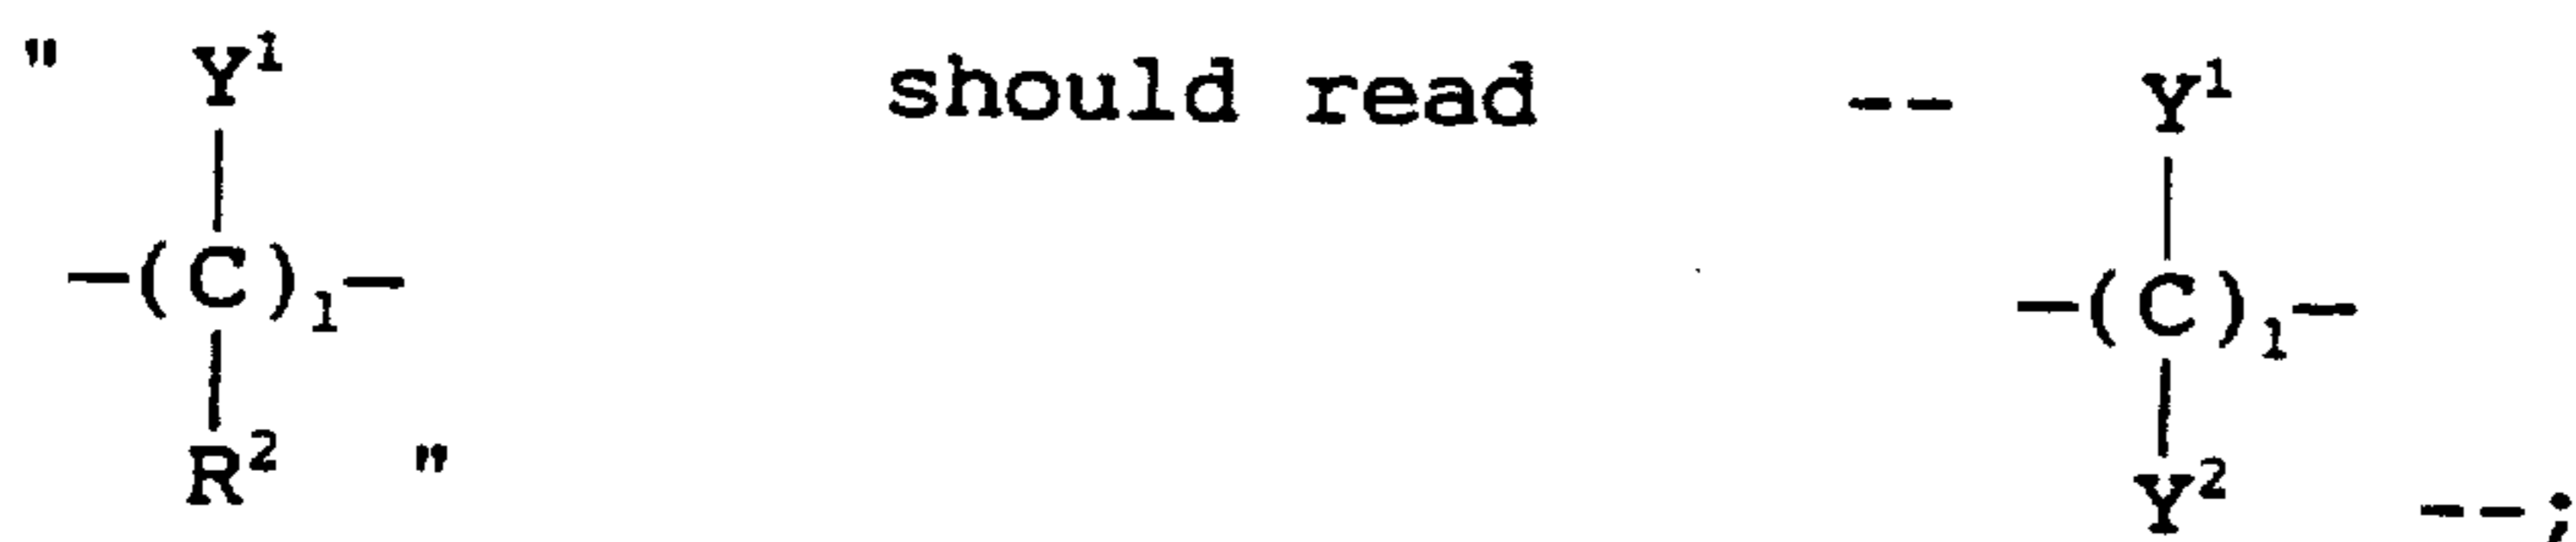 " Y¹ should read -- Y¹
| |
—(C)₁— —(C)₁—
| |
R² " Y² --;